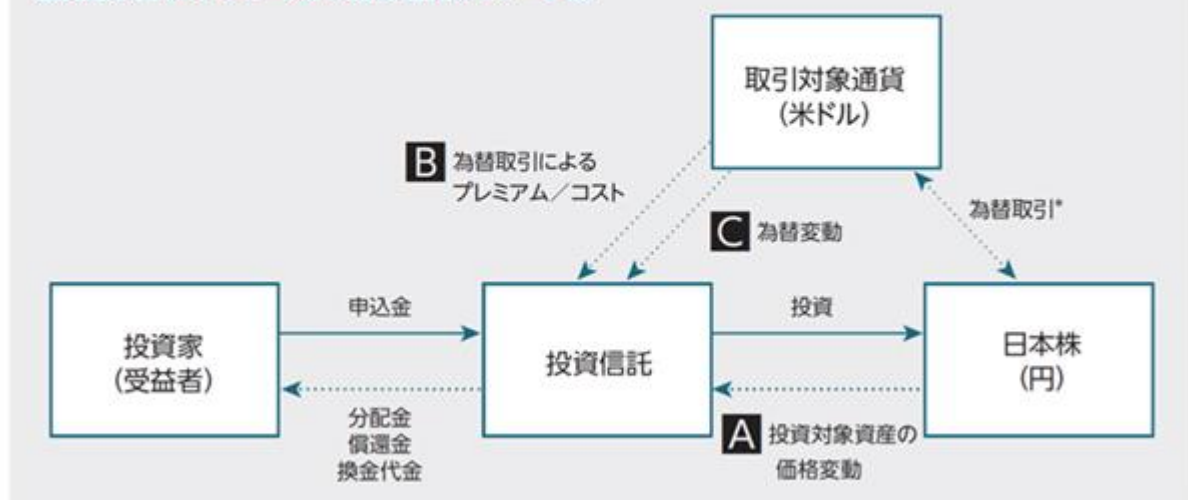 取引対象通貨
(米ドル)
B 為替取引による
プレミアム／コスト
C 為替変動
為替取引*
申込金
投資
投資家
(受益者)
投資信託
日本株
(円)
分配金
償還金
換金代金
A 投資対象資産の
価格変動